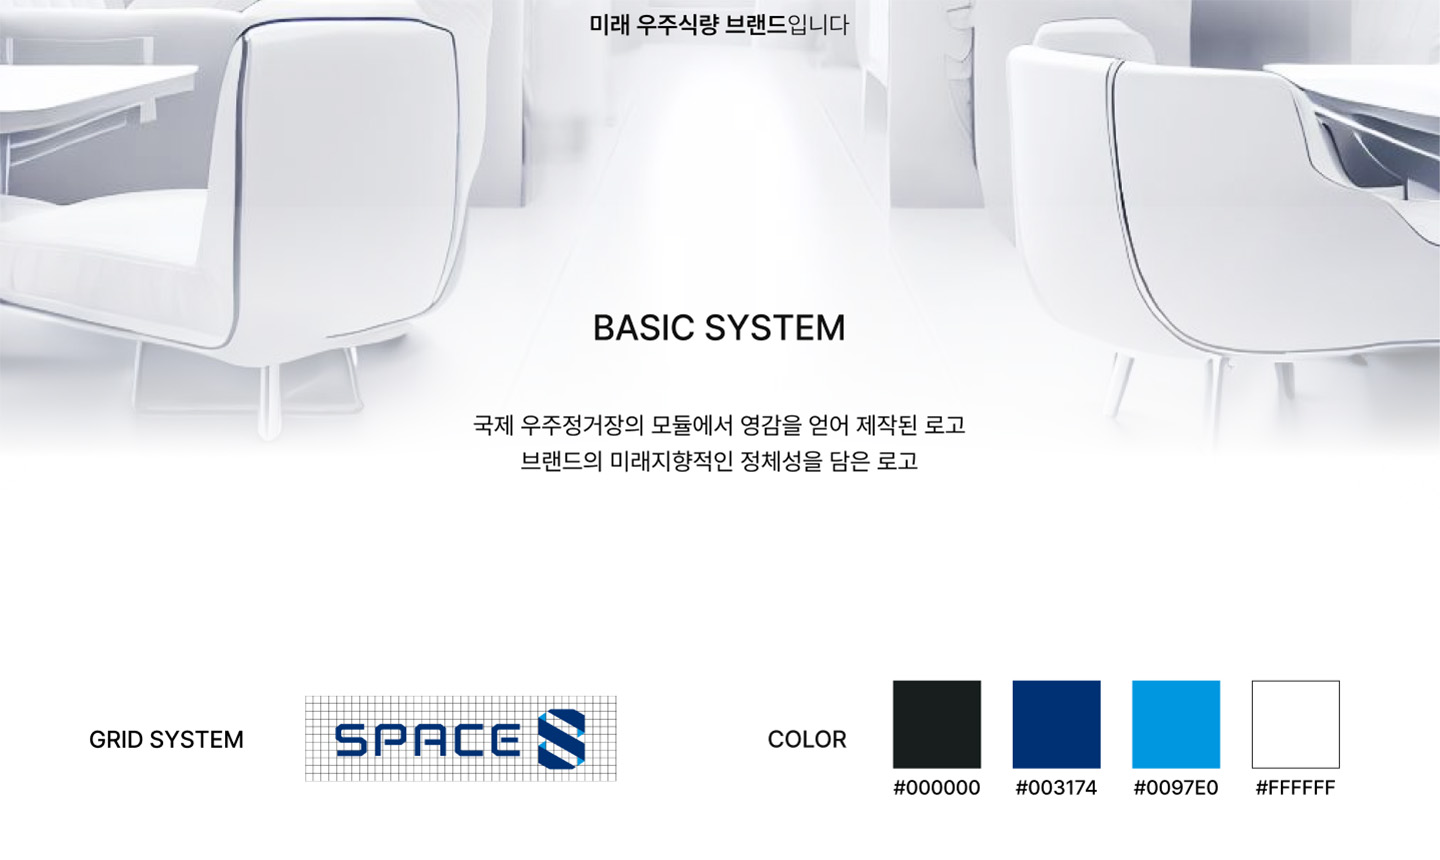 미래 우주식량 브랜드입니다
BASIC SYSTEM
국제 우주정거장의 모듈에서 영감을 얻어 제작된 로고
브랜드의 미래지향적인 정체성을 담은 로고
GRID SYSTEM
SPACE S
COLOR
#000000 #003174 #0097E0 #FFFFFF